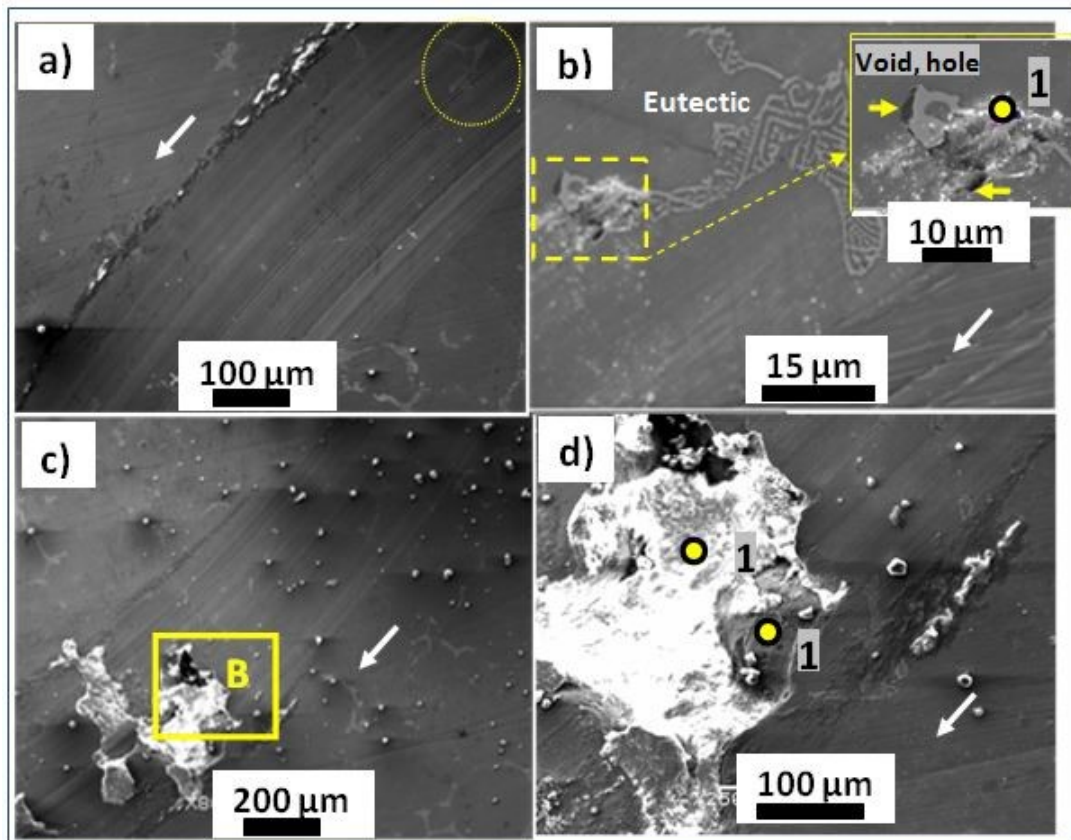 a)
100 µm
b)
Eutectic
Void, hole
1
10 µm
15 µm
c)
B
200 µm
d)
1
1
100 µm